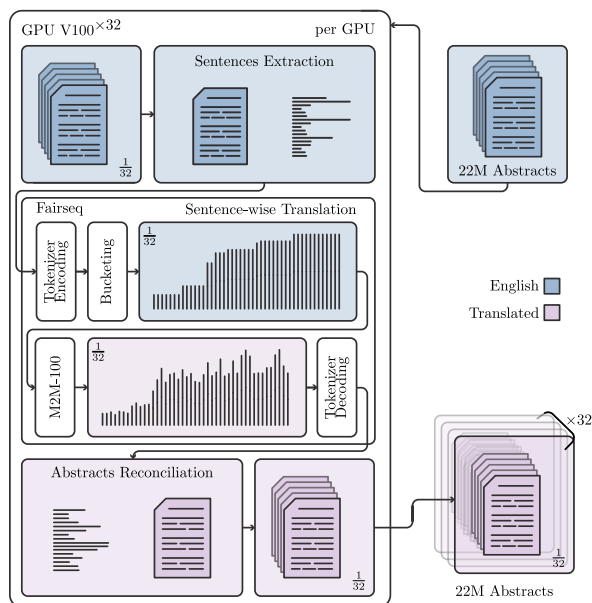 GPU V100×32
per GPU
1/32
Sentences Extraction
22M Abstracts
Fairseq
Sentence-wise Translation
Tokenizer
Encoding
Bucketing
1/32
English
Translated
M2M-100
1/32
Tokenizer
Decoding
×32
Abstracts Reconciliation
1/32
1/32
22M Abstracts